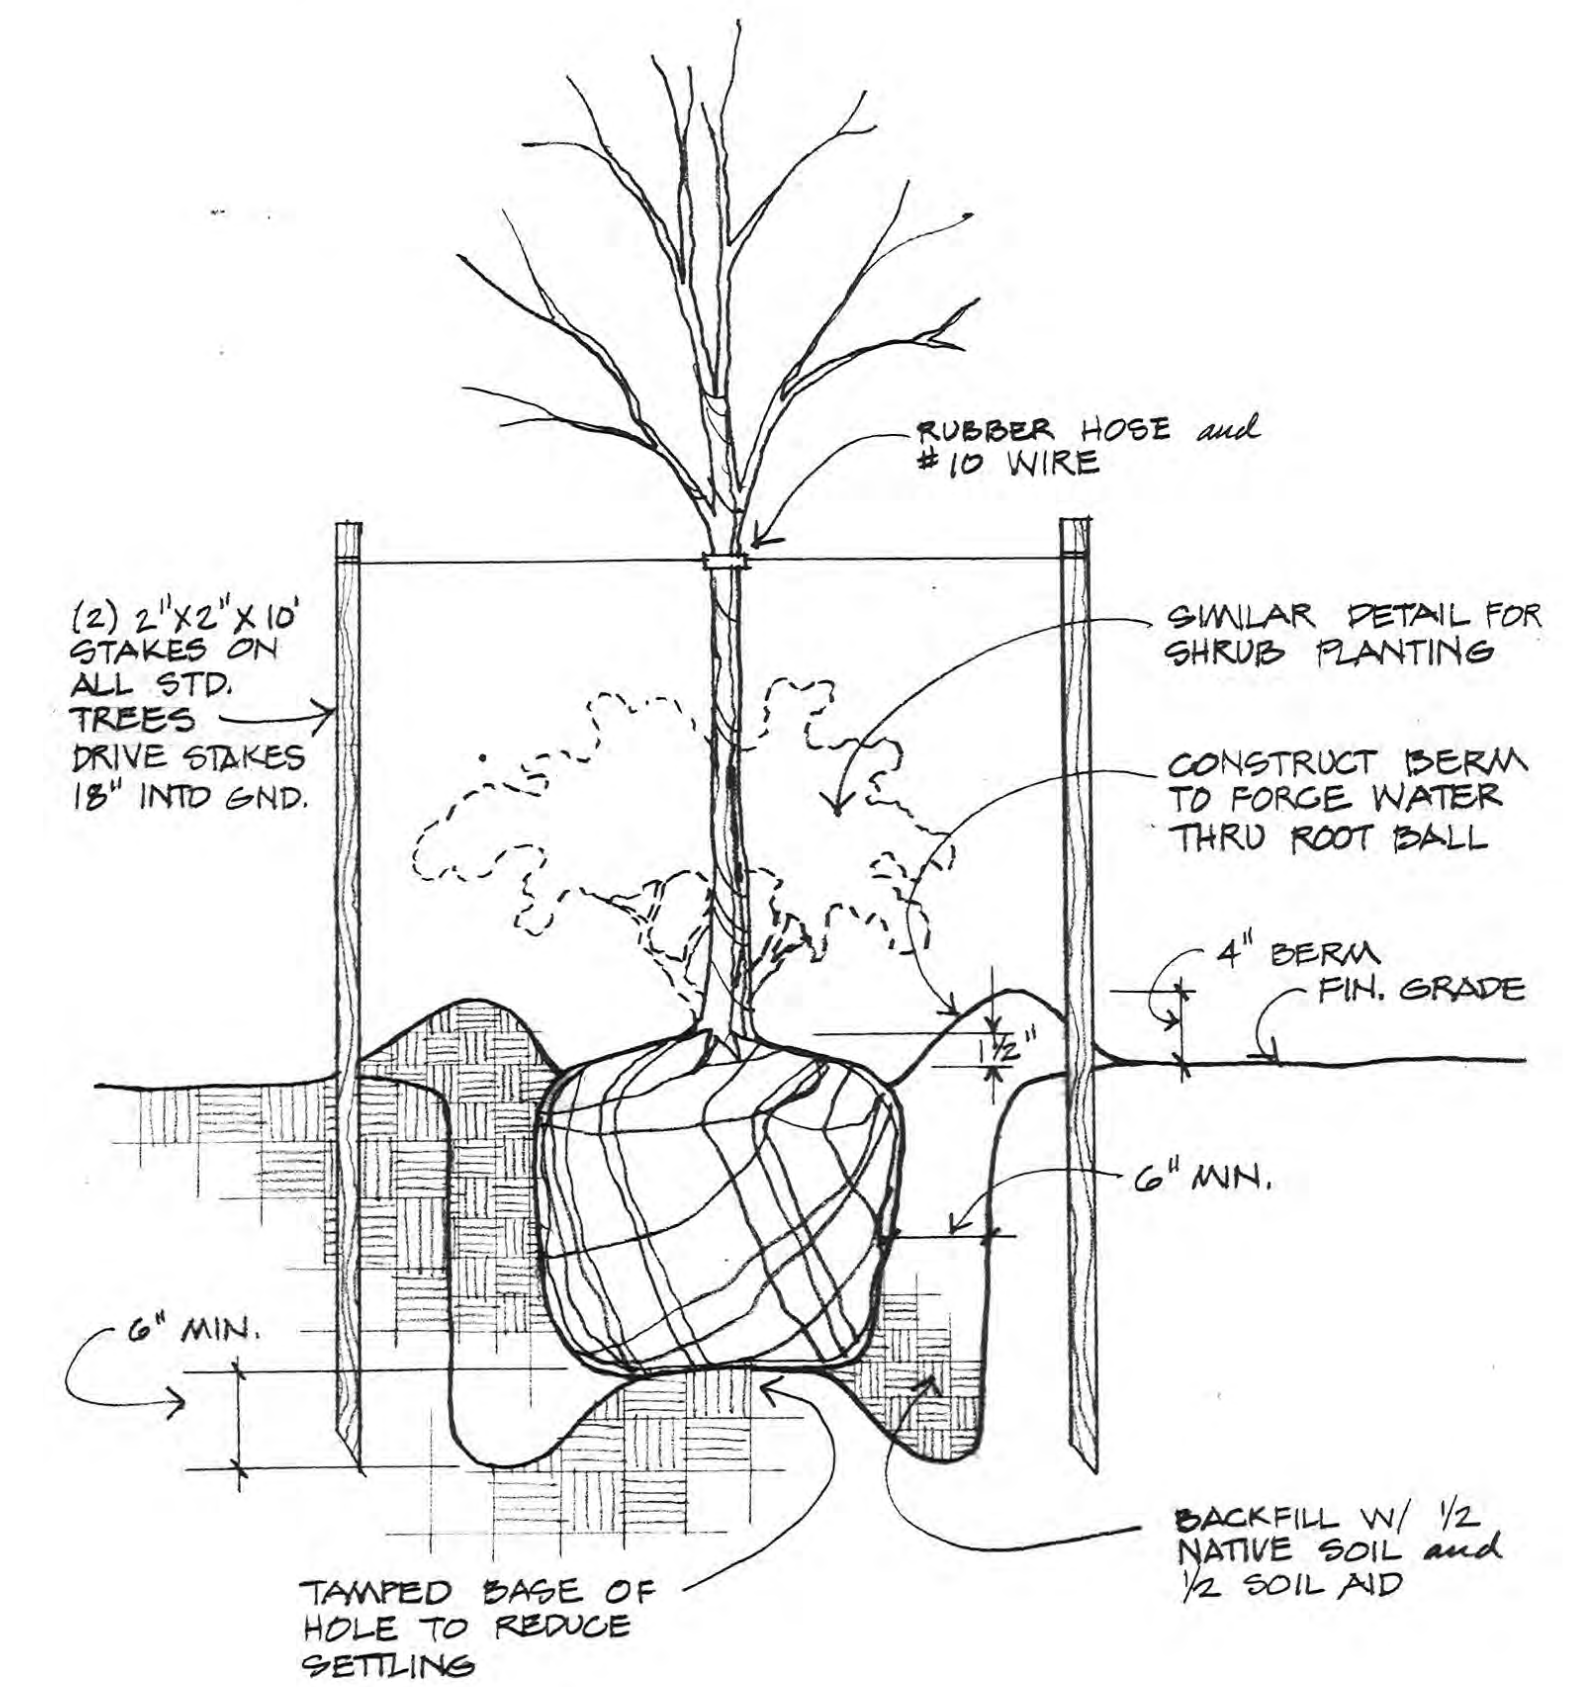 RUBBER HOSE and
#10 WIRE
(2) 2"X2"X10'
STAKES ON
ALL STD.
TREES
DRIVE STAKES
18" INTO GND.
SIMILAR DETAIL FOR
SHRUB PLANTING
CONSTRUCT BERM
TO FORCE WATER
THRU ROOT BALL
4" BERM
FIN. GRADE
1½"
6" MIN.
6" MIN.
BACKFILL W/ 1/2
NATIVE SOIL and
1/2 SOIL AID
TAMPED BASE OF
HOLE TO REDUCE
SETTLING